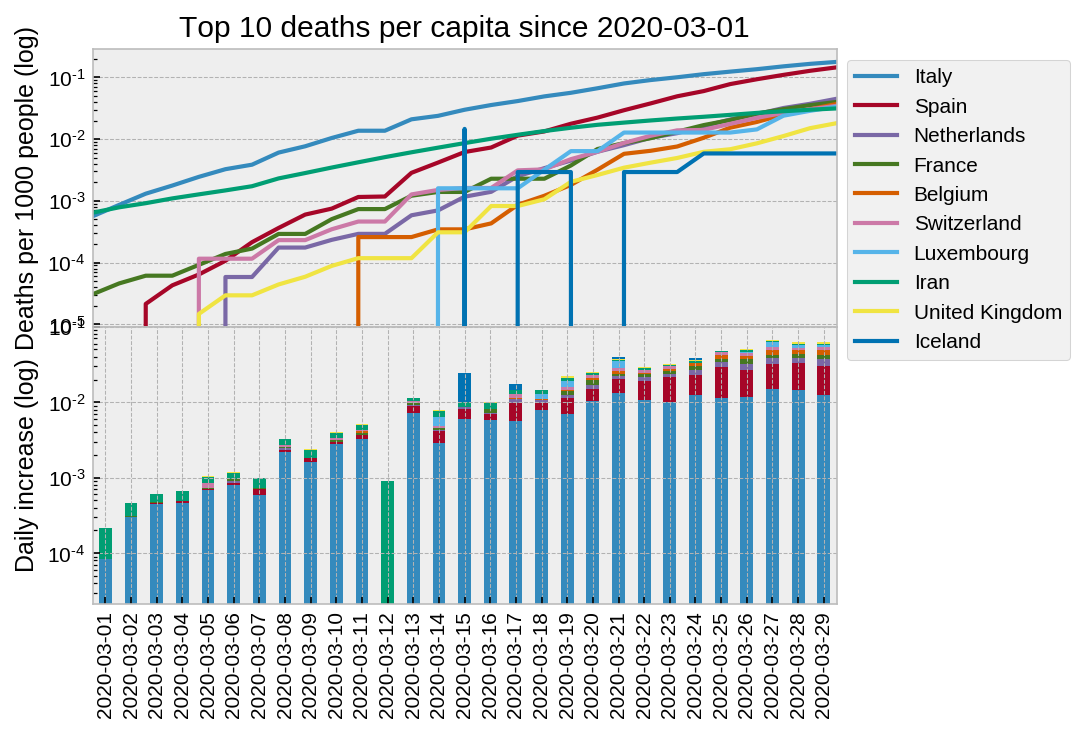 Top 10 deaths per capita since 2020-03-01
Deaths per 1000 people (log)
10-1
10-2
10-3
10-4
10-5
Italy
Spain
Netherlands
France
Belgium
Switzerland
Luxembourg
Iran
United Kingdom
Iceland
Daily increase (log)
10-2
10-3
10-4
2020-03-01
2020-03-02
2020-03-03
2020-03-04
2020-03-05
2020-03-06
2020-03-07
2020-03-08
2020-03-09
2020-03-10
2020-03-11
2020-03-12
2020-03-13
2020-03-14
2020-03-15
2020-03-16
2020-03-17
2020-03-18
2020-03-19
2020-03-20
2020-03-21
2020-03-22
2020-03-23
2020-03-24
2020-03-25
2020-03-26
2020-03-27
2020-03-28
2020-03-29